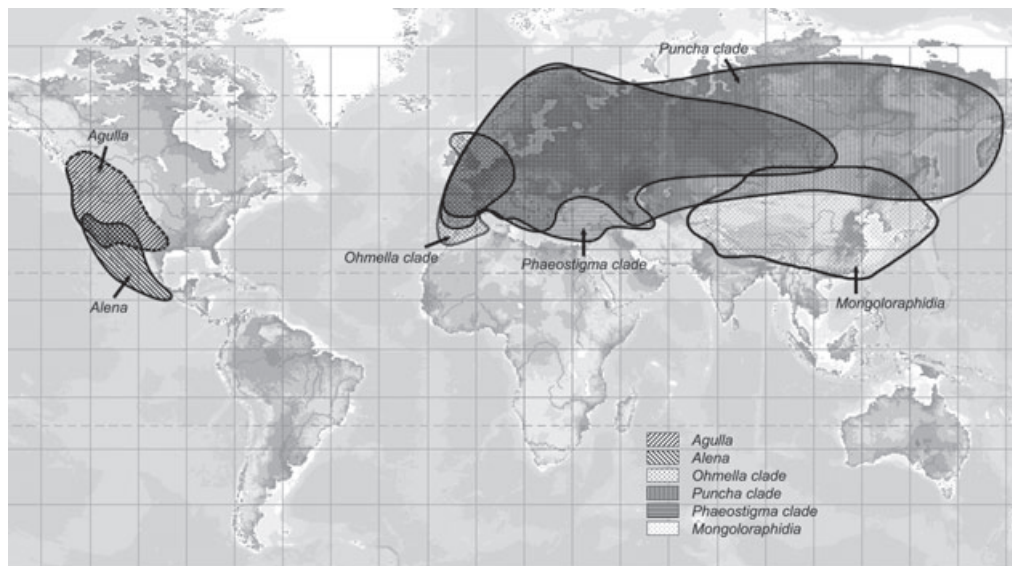 Puncha clade
Agulla
Ohmella clade
Phaeostigma clade
Alena
Mongoloraphidia
Agulla
Alena
Ohmella clade
Puncha clade
Phaeostigma clade
Mongoloraphidia